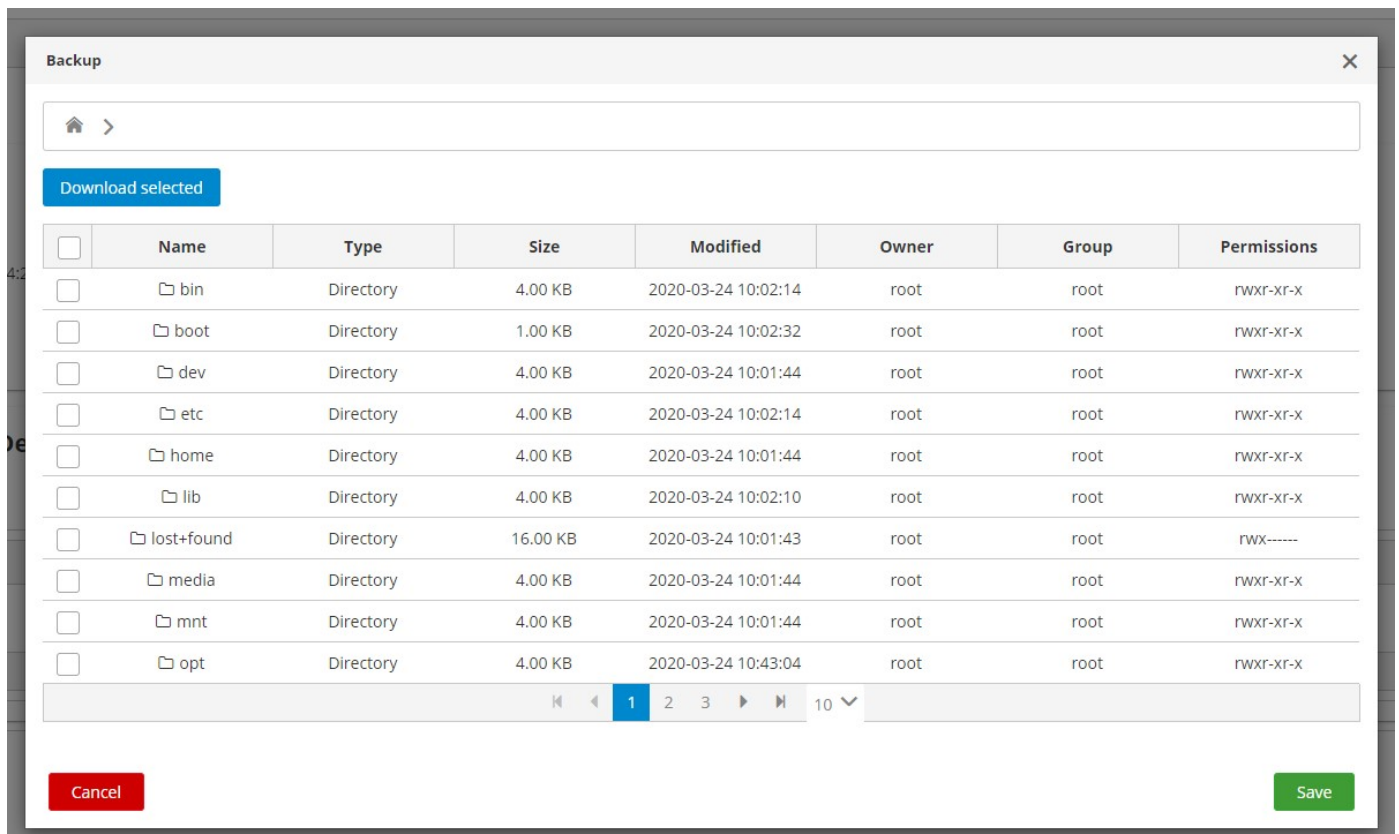 Backup
Download selected
Name Type Size Modified Owner Group Permissions
bin Directory 4.00 KB 2020-03-24 10:02:14 root root rwxr-xr-x
boot Directory 1.00 KB 2020-03-24 10:02:32 root root rwxr-xr-x
dev Directory 4.00 KB 2020-03-24 10:01:44 root root rwxr-xr-x
etc Directory 4.00 KB 2020-03-24 10:02:14 root root rwxr-xr-x
home Directory 4.00 KB 2020-03-24 10:01:44 root root rwxr-xr-x
lib Directory 4.00 KB 2020-03-24 10:02:10 root root rwxr-xr-x
lost+found Directory 16.00 KB 2020-03-24 10:01:43 root root rwx------
media Directory 4.00 KB 2020-03-24 10:01:44 root root rwxr-xr-x
mnt Directory 4.00 KB 2020-03-24 10:01:44 root root rwxr-xr-x
opt Directory 4.00 KB 2020-03-24 10:43:04 root root rwxr-xr-x
1 2 3 10
Cancel Save